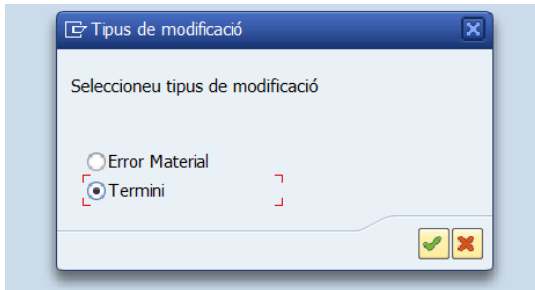 Tipus de modificació
Seleccioneu tipus de modificació
Error Material
Termini